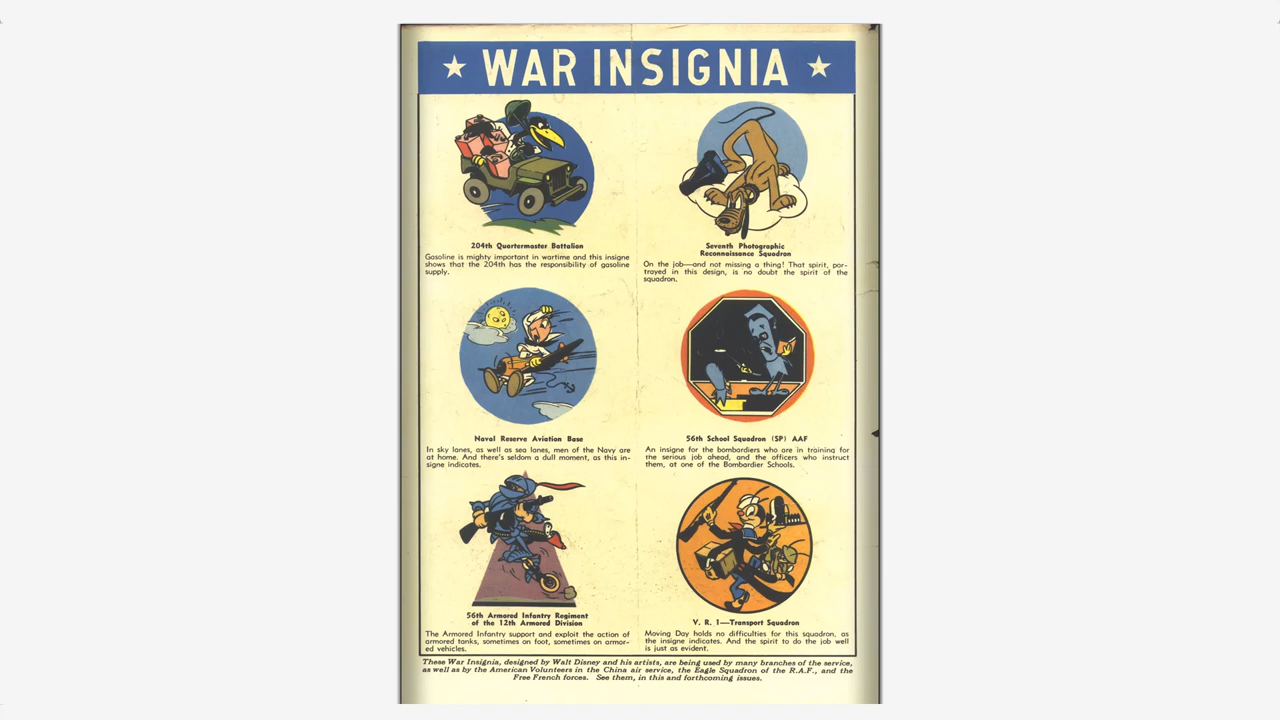 WAR INSIGNIA
204th Quartermaster Battalion
Gasoline is mighty important in wartime and this insigne
shows that the 204th has the responsibility of gasoline
supply.
Seventh Photographic
Reconnaissance Squadron
On the job—and not missing a thing! That spirit, por-
trayed in this design, is no doubt the spirit of the
squadron.
Naval Reserve Aviation Base
In sky lanes, as well as sea lanes, men of the Navy are
at home. And there's seldom a dull moment, as this in-
signe indicates.
56th School Squadron (SP) AAF
An insigne for the bombardiers who are in training for
the serious job ahead, and the officers who instruct
them, at one of the Bombardier Schools.
56th Armored Infantry Regiment
of the 12th Armored Division
The Armored Infantry support and exploit the action of
armored tanks, sometimes on foot, sometimes on armor-
ed vehicles.
V. R. 1—Transport Squadron
Moving Day holds no difficulties for this squadron, as
the insigne indicates. And the spirit to do the job well
is just as evident.
These War Insignia, designed by Walt Disney and his artists, are being used by many branches of the service,
as well as by the American Volunteers in the China air service, the Eagle Squadron of the R.A.F., and the
Free French forces. See them, in this and forthcoming issues.